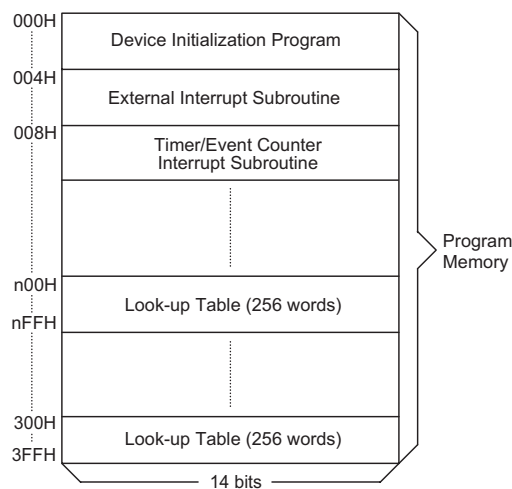 000H
Device Initialization Program
004H
External Interrupt Subroutine
008H
Timer/Event Counter
Interrupt Subroutine
Program
Memory
n00H
Look-up Table (256 words)
nFFH
300H
Look-up Table (256 words)
3FFH
14 bits